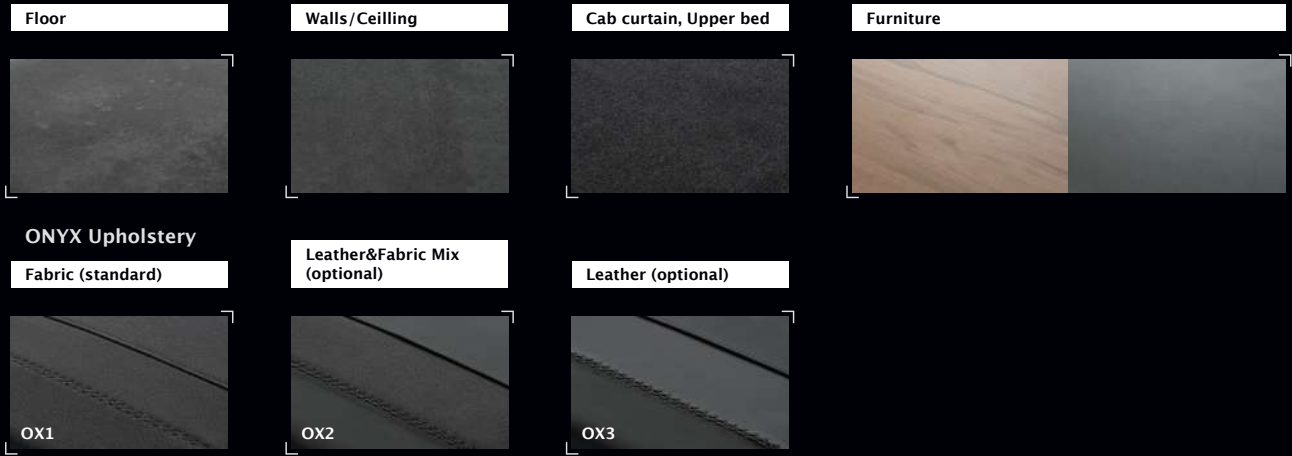 Floor
Walls/Ceilling
Cab curtain, Upper bed
Furniture
ONYX Upholstery
Fabric (standard)
Leather&Fabric Mix
(optional)
Leather (optional)
OX1
OX2
OX3